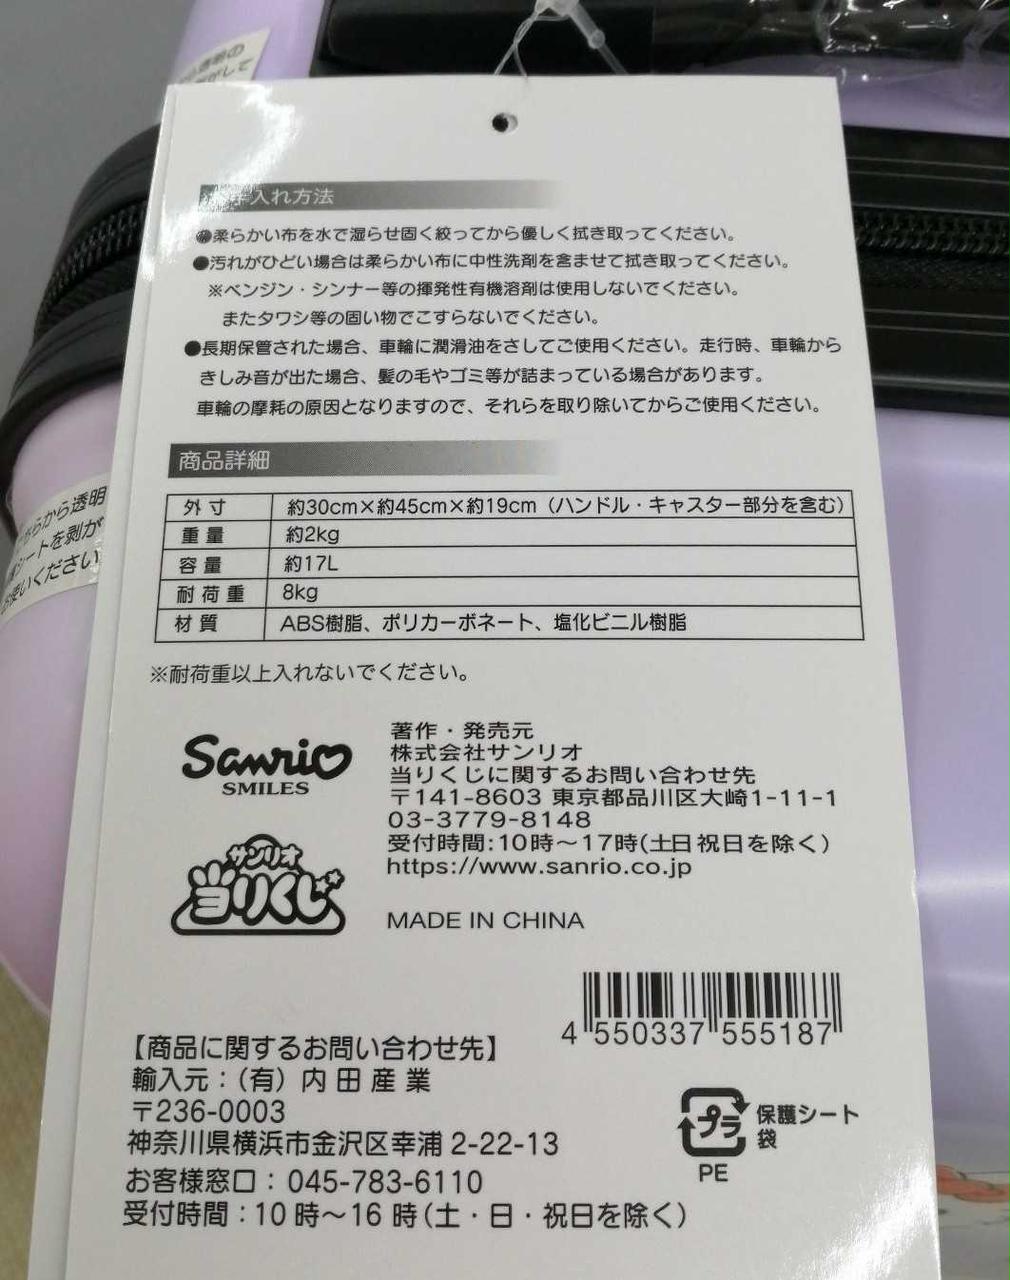 お手入れ方法
●柔らかい布を水で湿らせ固く絞ってから優しく拭き取ってください。
●汚れがひどい場合は柔らかい布に中性洗剤を含ませて拭き取ってください。
※ベンジン・シンナー等の揮発性有機溶剤は使用しないでください。
またタワシ等の固い物でこすらないでください。
●長期保管された場合、車輪に潤滑油をさしてご使用ください。走行時、車輪から
きしみ音が出た場合、髪の毛やゴミ等が詰まっている場合があります。
車輪の摩耗の原因となりますので、それらを取り除いてからご使用ください。
商品詳細
外寸 約30cm×約45cm×約19cm（ハンドル・キャスター部分を含む）
重量 約2kg
容量 約17L
耐荷重 8kg
材質 ABS樹脂、ポリカーボネート、塩化ビニル樹脂
※耐荷重以上入れないでください。
Sanrio
SMILES
サンリオ
当りくじ
著作・発売元
株式会社サンリオ
当りくじに関するお問い合わせ先
〒141-8603 東京都品川区大崎1-11-1
03-3779-8148
受付時間:10時～17時(土日祝日を除く)
https://www.sanrio.co.jp
MADE IN CHINA
4 550337 555187
【商品に関するお問い合わせ先】
輸入元：(有) 内田産業
〒236-0003
神奈川県横浜市金沢区幸浦 2-22-13
お客様窓口：045-783-6110
受付時間：10時～16時(土・日・祝日を除く)
プラ
保護シート
袋
PE
から透明
シートを剥が
お使いください